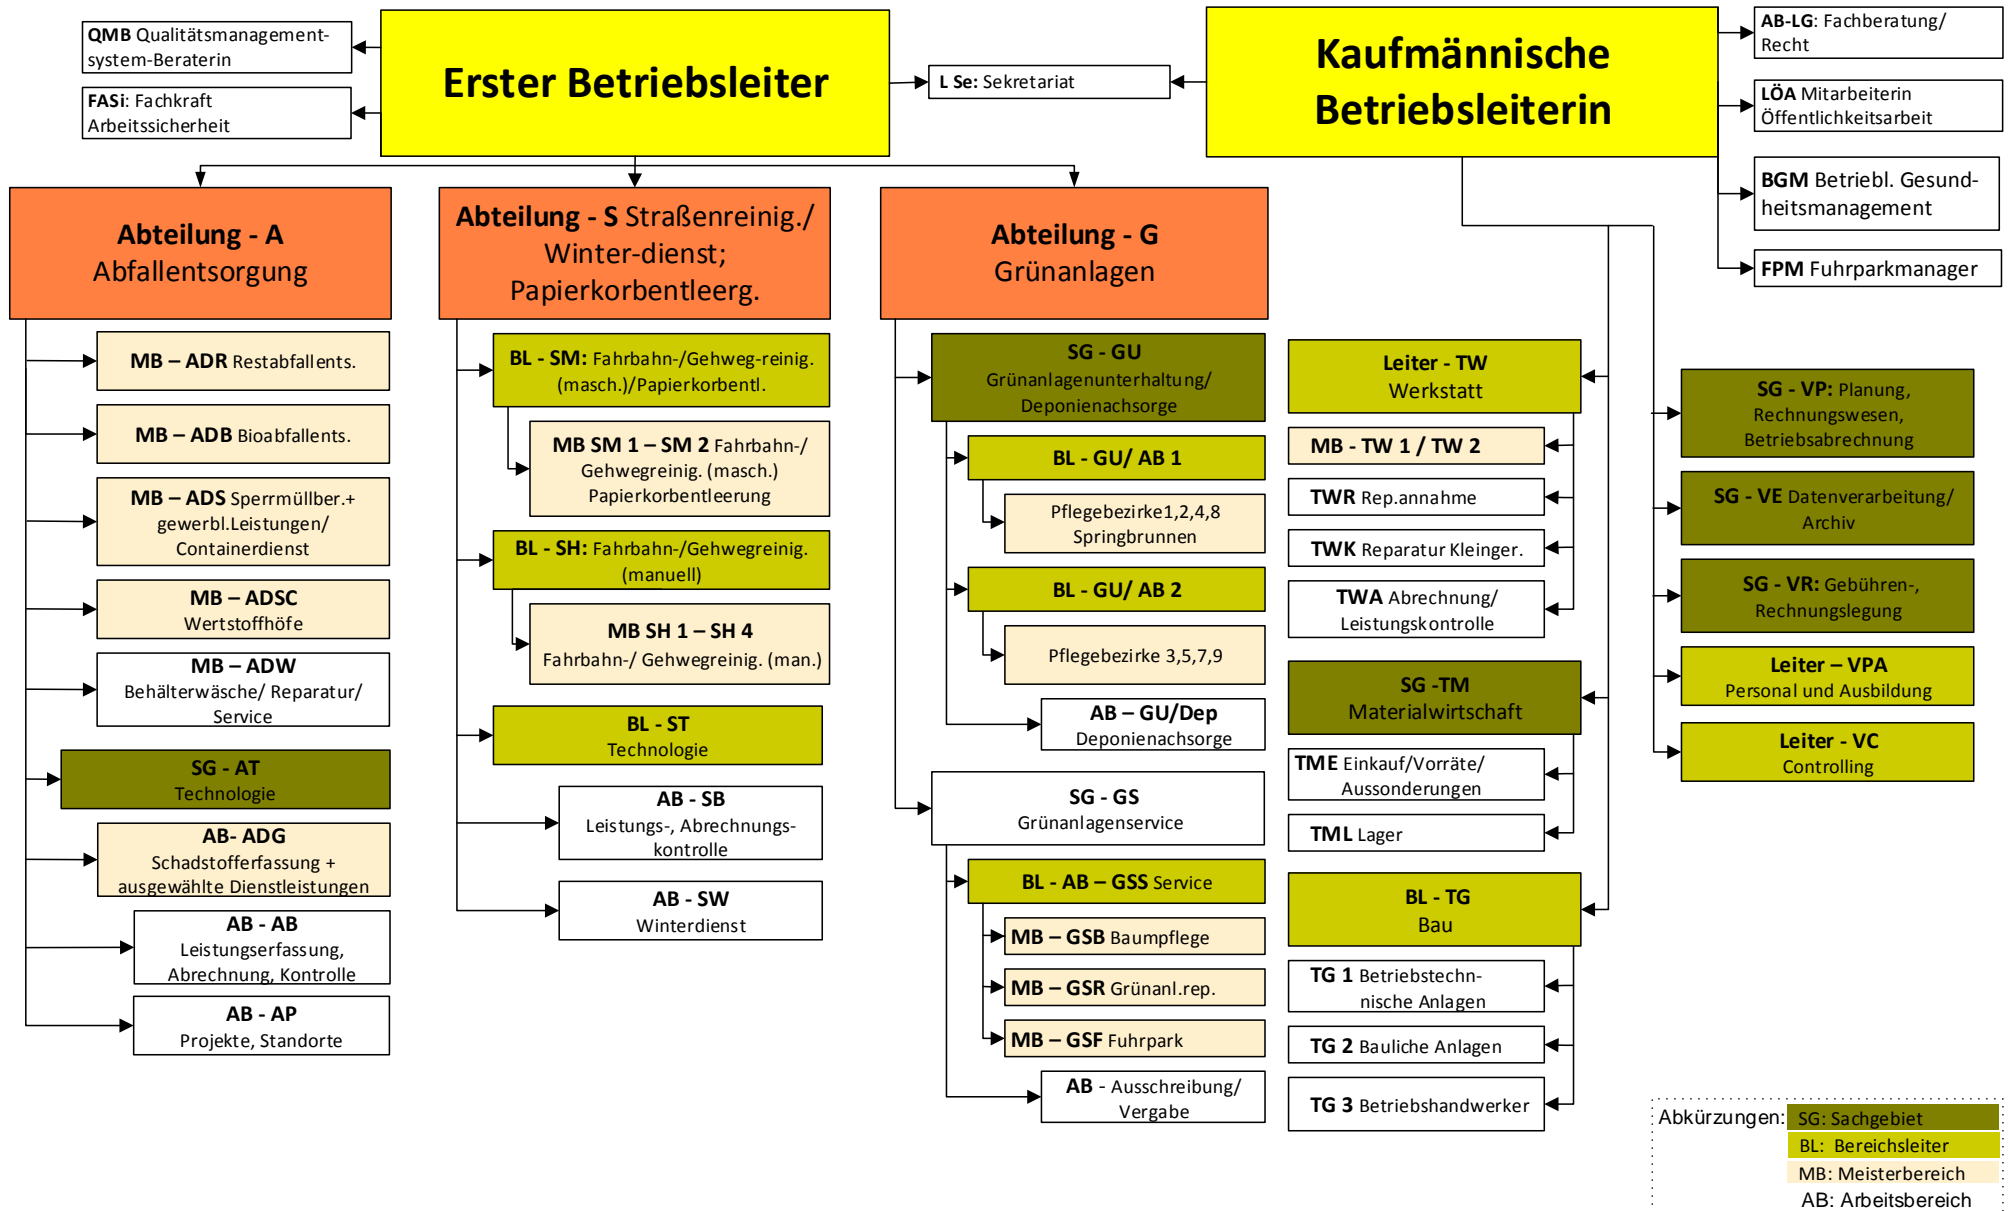 QMB Qualitätsmanagement-
system-Beraterin
FASi: Fachkraft
Arbeitssicherheit
Erster Betriebsleiter
L Se: Sekretariat
Kaufmännische
Betriebsleiterin
AB-LG: Fachberatung/
Recht
LÖA Mitarbeiterin
Öffentlichkeitsarbeit
BGM Betriebl. Gesund-
heitsmanagement
FPM Fuhrparkmanager
Abteilung - A
Abfallentsorgung
MB – ADR Restabfallents.
MB – ADB Bioabfallents.
MB – ADS Sperrmüllber.+
gewerbl.Leistungen/
Containerdienst
MB – ADSC
Wertstoffhöfe
MB – ADW
Behälterwäsche/ Reparatur/
Service
SG - AT
Technologie
AB- ADG
Schadstofferfassung +
ausgewählte Dienstleistungen
AB - AB
Leistungserfassung,
Abrechnung, Kontrolle
AB - AP
Projekte, Standorte
Abteilung - S Straßenreinig./
Winter-dienst;
Papierkorbentleerg.
BL - SM: Fahrbahn-/Gehweg-reinig.
(masch.)/Papierkorbentl.
MB SM 1 – SM 2 Fahrbahn-/
Gehwegreinig. (masch.)
Papierkorbentleerung
BL - SH: Fahrbahn-/Gehwegreinig.
(manuell)
MB SH 1 – SH 4
Fahrbahn-/ Gehwegreinig. (man.)
BL - ST
Technologie
AB - SB
Leistungs-, Abrechnungs-
kontrolle
AB - SW
Winterdienst
Abteilung - G
Grünanlagen
SG - GU
Grünanlagenunterhaltung/
Deponienachsorge
BL - GU/ AB 1
Pflegebezirke1,2,4,8
Springbrunnen
BL - GU/ AB 2
Pflegebezirke 3,5,7,9
AB – GU/Dep
Deponienachsorge
SG - GS
Grünanlagenservice
BL - AB – GSS Service
MB – GSB Baumpflege
MB – GSR Grünanl.rep.
MB – GSF Fuhrpark
AB - Ausschreibung/
Vergabe
Leiter - TW
Werkstatt
MB - TW 1 / TW 2
TWR Rep.annahme
TWK Reparatur Kleinger.
TWA Abrechnung/
Leistungskontrolle
SG -TM
Materialwirtschaft
TME Einkauf/Vorräte/
Aussonderungen
TML Lager
BL - TG
Bau
TG 1 Betriebstechn-
nische Anlagen
TG 2 Bauliche Anlagen
TG 3 Betriebshandwerker
SG - VP: Planung,
Rechnungswesen,
Betriebsabrechnung
SG - VE Datenverarbeitung/
Archiv
SG - VR: Gebühren-,
Rechnungslegung
Leiter – VPA
Personal und Ausbildung
Leiter - VC
Controlling
Abkürzungen: SG: Sachgebiet
BL: Bereichsleiter
MB: Meisterbereich
AB: Arbeitsbereich